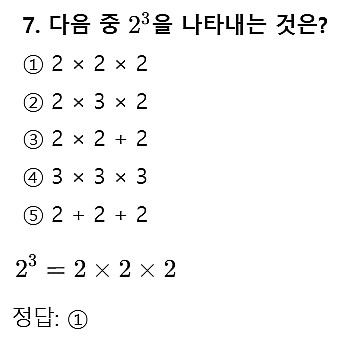 7. 다음 중 2³을 나타내는 것은?
① 2 × 2 × 2
② 2 × 3 × 2
③ 2 × 2 + 2
④ 3 × 3 × 3
⑤ 2 + 2 + 2
2³ = 2 × 2 × 2
정답: ①